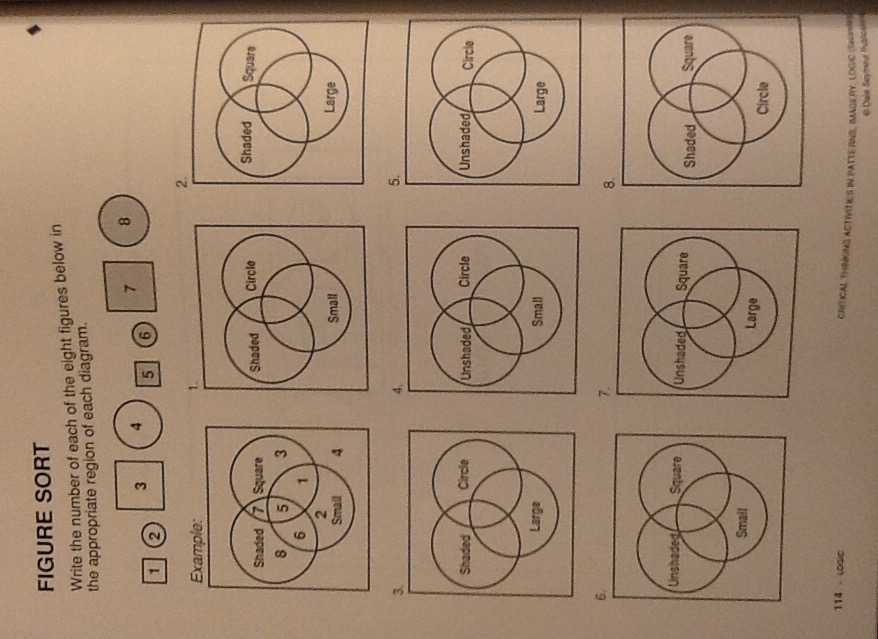 FIGURE SORT
Write the number of each of the eight figures below in
the appropriate region of each diagram.
1 2 3 4 5 6 7 8
Example:
Shaded Square
8 7 3
6 5 1
2
Small
4
1.
Shaded Circle
Small
2.
Shaded Square
Large
3.
Shaded Circle
Large
4.
Unshaded Circle
Small
5.
Unshaded Circle
Large
6.
Unshaded Square
Small
7.
Unshaded Square
Large
8.
Shaded Square
Circle
114 · LOGIC
CRITICAL THINKING ACTIVITIES IN PATTERNS, IMAGERY, LOGIC
© Dale Seymour